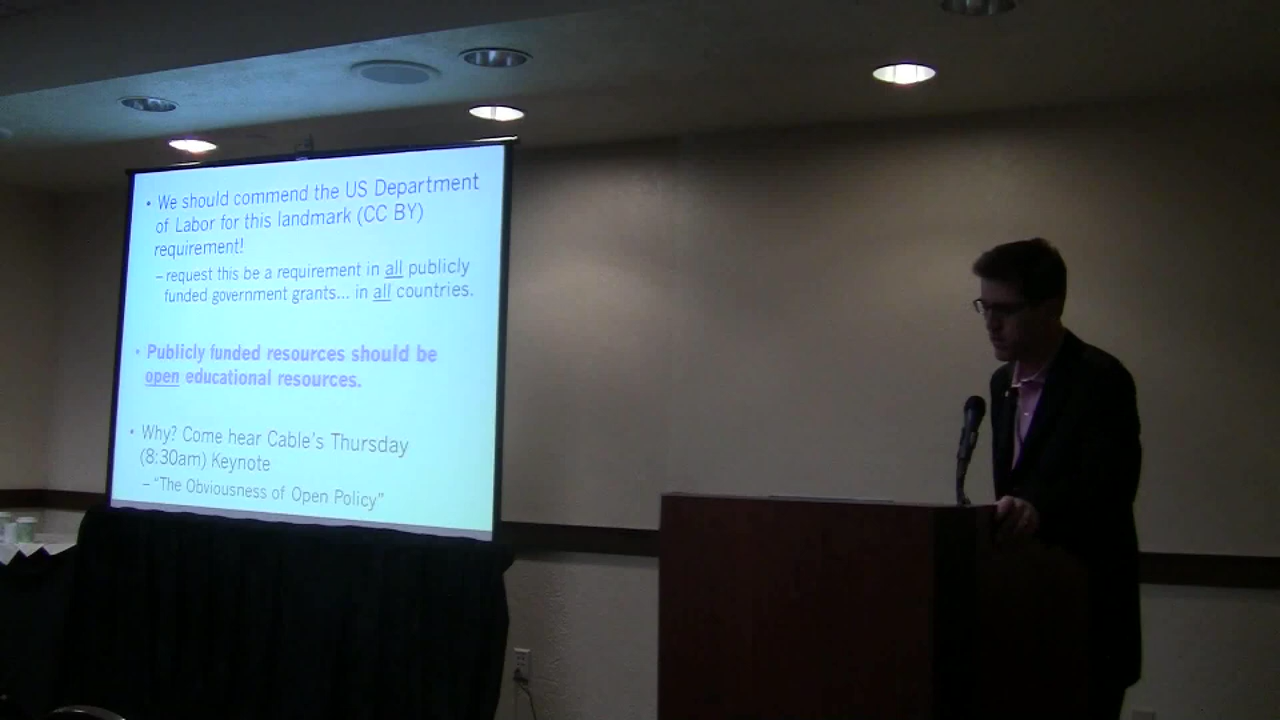 • We should commend the US Department
of Labor for this landmark (CC BY)
requirement!
– request this be a requirement in all publicly
funded government grants... in all countries.
• Publicly funded resources should be
open educational resources.
• Why? Come hear Cable's Thursday
(8:30am) Keynote
– "The Obviousness of Open Policy"